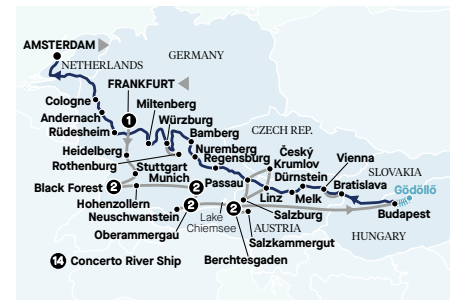 AMSTERDAM
GERMANY
NETHERLANDS
FRANKFURT
Miltenberg
Cologne
Würzburg
Andernach
1
Rüdesheim
Bamberg
CZECH REP.
Nuremberg
Heidelberg
Regensburg
Český
Krumlov
Vienna
Rothenburg
Stuttgart
Munich
Passau
Dürnstein
SLOVAKIA
Black Forest 2
2
Linz
Melk
Bratislava
Gödöllő
Hohenzollern
Neuschwanstein
2
Lake
Chiemsee
2
Salzburg
Budapest
Oberammergau
AUSTRIA
HUNGARY
Salzkammergut
Berchtesgaden
14 Concerto River Ship